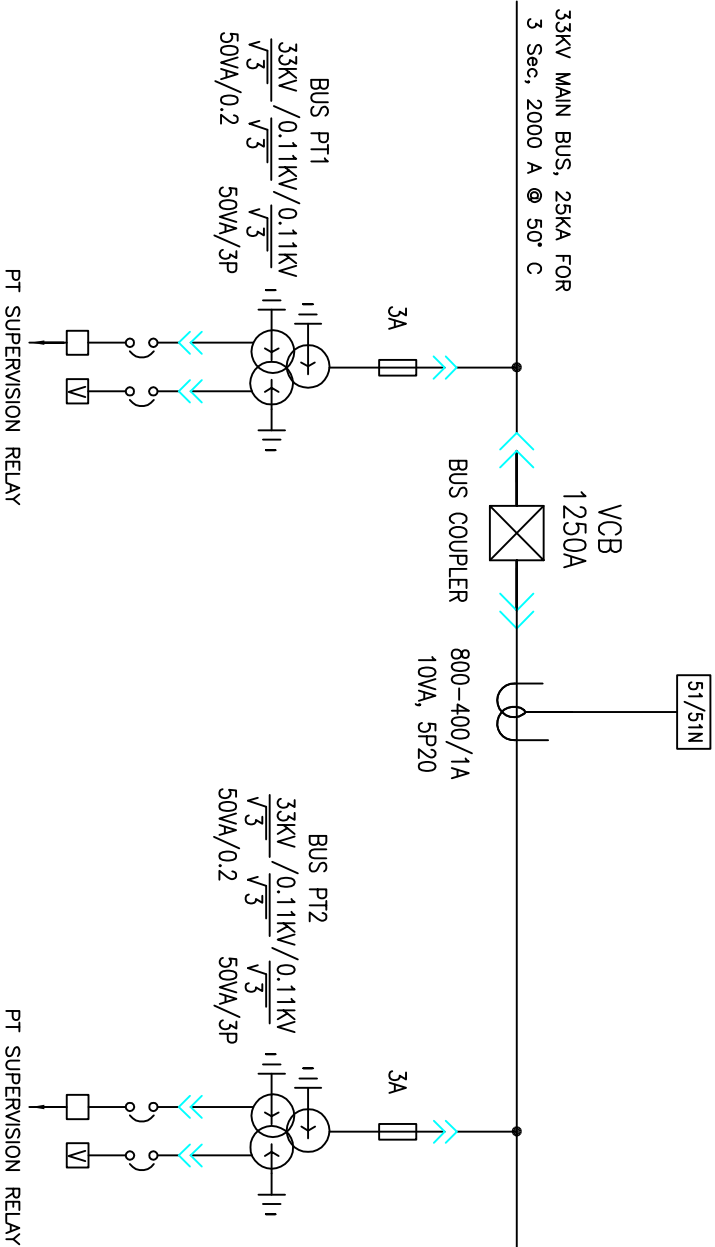 33KV MAIN BUS, 25KA FOR
3 Sec, 2000 A @ 50° C
VCB
1250A
BUS COUPLER
51/51N
800-400/1A
10VA, 5P20
3A
BUS PT1
33KV /0.11KV/0.11KV
√3 √3 √3
50VA/0.2 50VA/3P
V
PT SUPERVISION RELAY
3A
BUS PT2
33KV /0.11KV/0.11KV
√3 √3 √3
50VA/0.2 50VA/3P
V
PT SUPERVISION RELAY